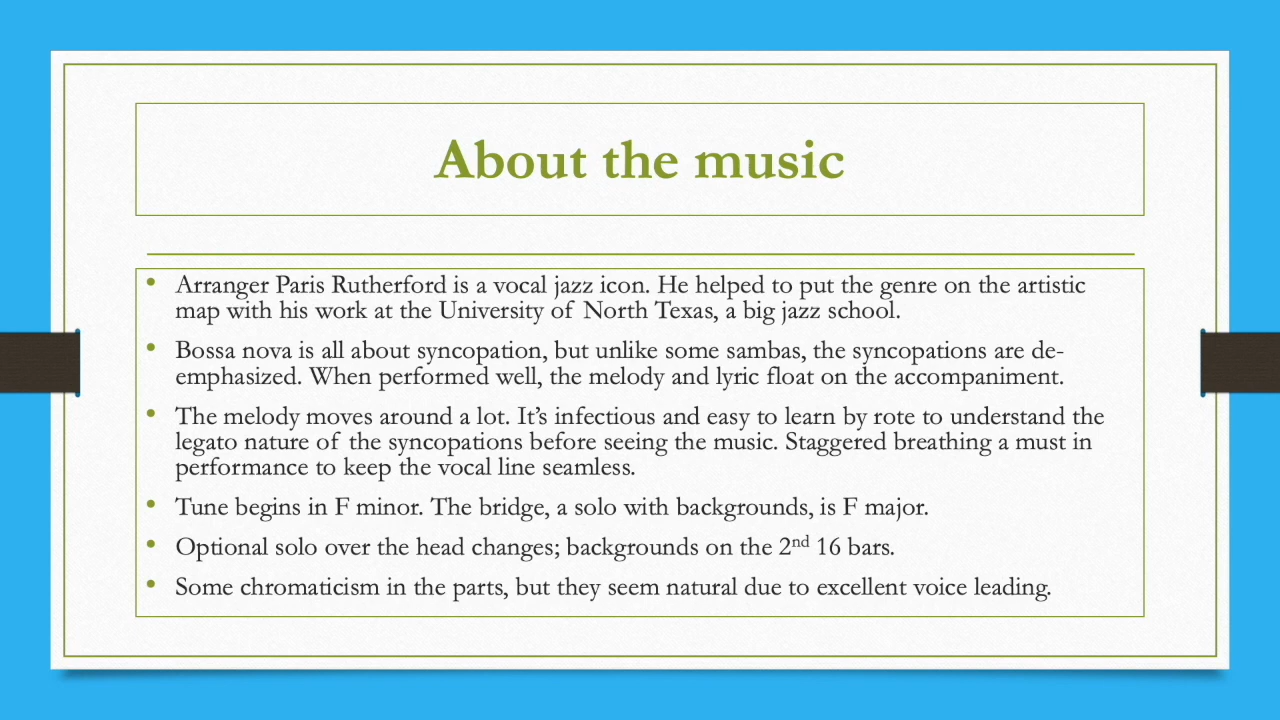 About the music
• Arranger Paris Rutherford is a vocal jazz icon. He helped to put the genre on the artistic
map with his work at the University of North Texas, a big jazz school.
• Bossa nova is all about syncopation, but unlike some sambas, the syncopations are de-
emphasized. When performed well, the melody and lyric float on the accompaniment.
• The melody moves around a lot. It’s infectious and easy to learn by rote to understand the
legato nature of the syncopations before seeing the music. Staggered breathing a must in
performance to keep the vocal line seamless.
• Tune begins in F minor. The bridge, a solo with backgrounds, is F major.
• Optional solo over the head changes; backgrounds on the 2nd 16 bars.
• Some chromaticism in the parts, but they seem natural due to excellent voice leading.